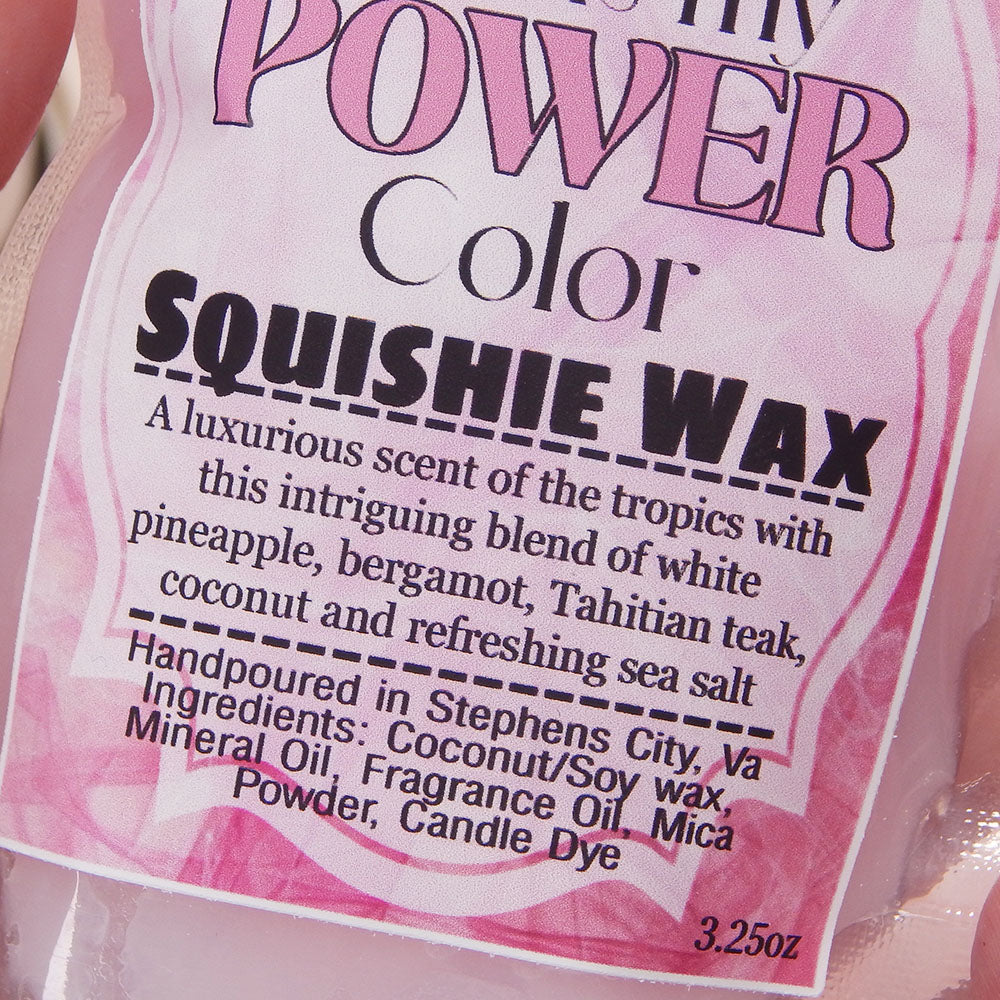 my
POWER
Color
SQUISHIE WAX
A luxurious scent of the tropics with
this intriguing blend of white
pineapple, bergamot, Tahitian teak,
coconut and refreshing sea salt
Handpoured in Stephens City, Va
Ingredients: Coconut/Soy wax,
Mineral Oil, Fragrance Oil, Mica
Powder, Candle Dye
3.25oz